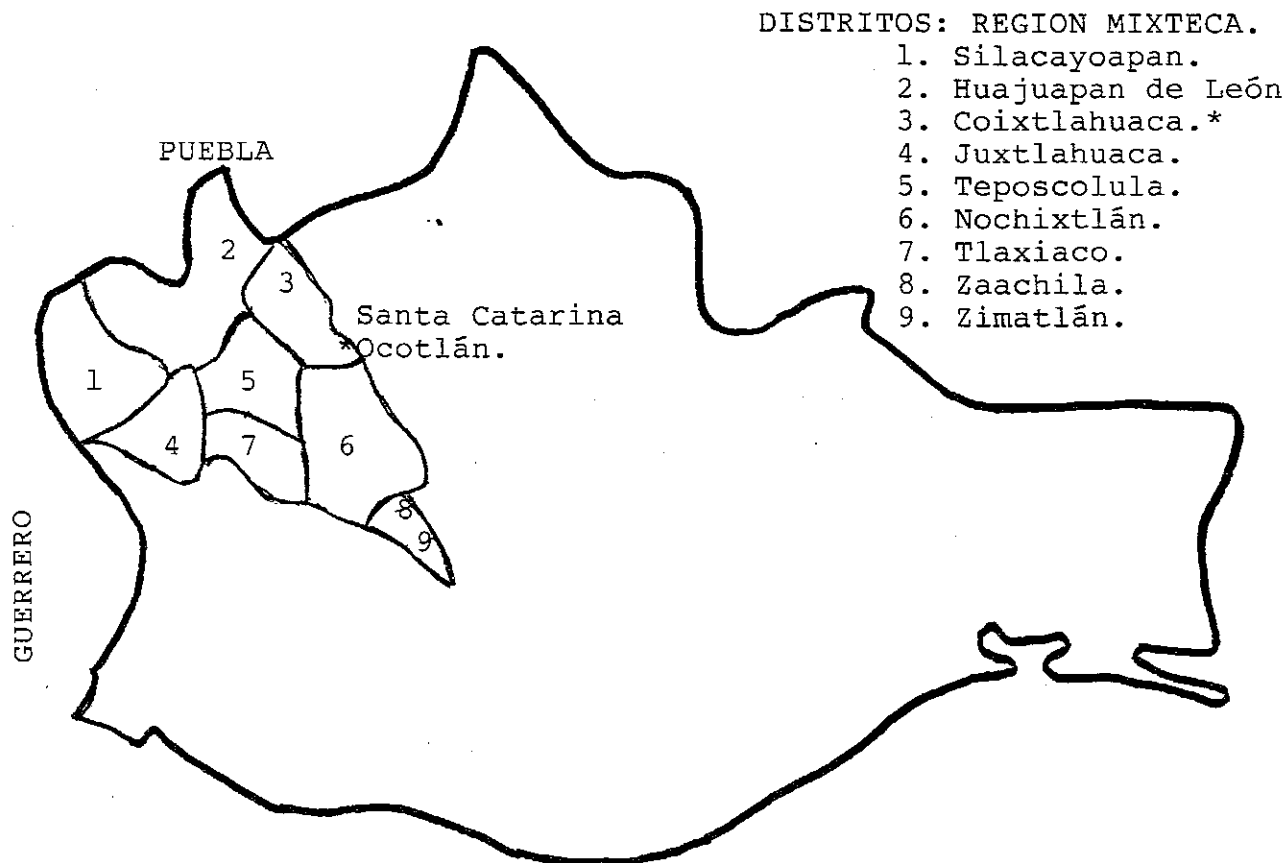 DISTRITOS: REGION MIXTECA.
1. Silacayoapan.
2. Huajuapan de León
3. Coixtlahuaca.*
4. Juxtlahuaca.
5. Teposcolula.
6. Nochixtlán.
7. Tlaxiaco.
8. Zaachila.
9. Zimatlán.
PUEBLA
2
3
Santa Catarina
*Ocotlán.
1
5
4
7
6
8
9
GUERRERO